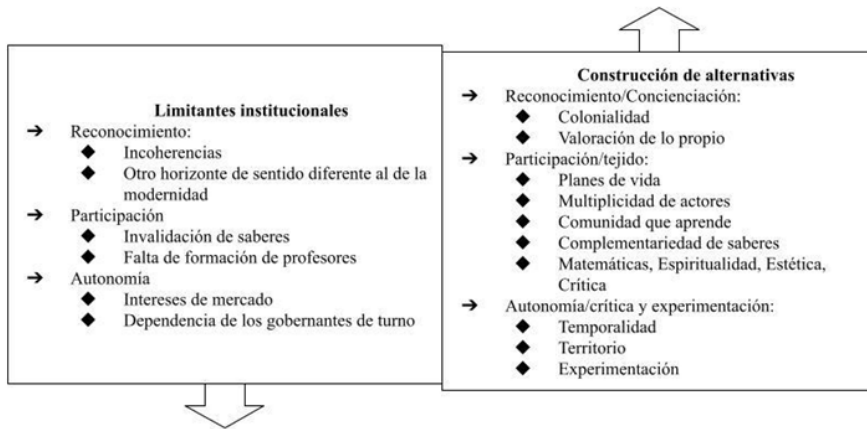 Limitantes institucionales
➔ Reconocimiento:
◆ Incoherencias
◆ Otro horizonte de sentido diferente al de la
modernidad
➔ Participación
◆ Invalidación de saberes
◆ Falta de formación de profesores
➔ Autonomía
◆ Intereses de mercado
◆ Dependencia de los gobernantes de turno
Construcción de alternativas
➔ Reconocimiento/Concienciación:
◆ Colonialidad
◆ Valoración de lo propio
➔ Participación/tejido:
◆ Planes de vida
◆ Multiplicidad de actores
◆ Comunidad que aprende
◆ Complementariedad de saberes
◆ Matemáticas, Espiritualidad, Estética,
Crítica
➔ Autonomía/crítica y experimentación:
◆ Temporalidad
◆ Territorio
◆ Experimentación